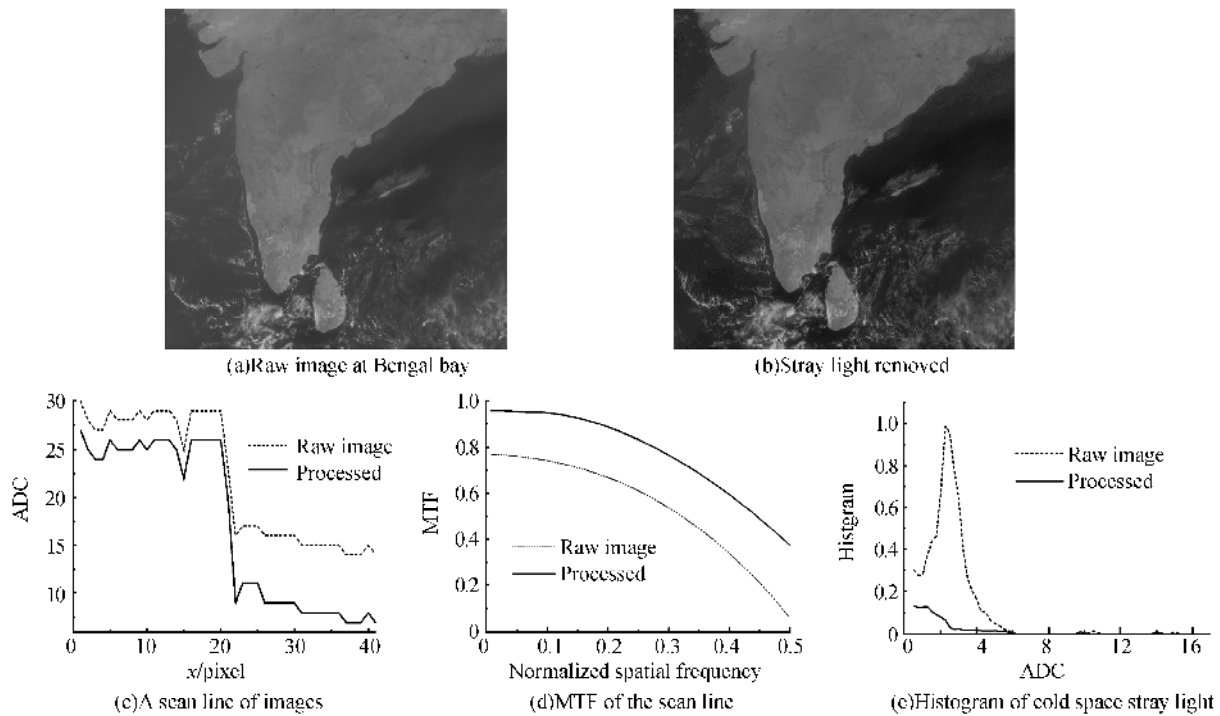 (a)Raw image at Bengal bay
(b)Stray light removed
30
25
20
15
10
ADC
0
10
20
30
40
x/pixel
Raw image
Processed
(c)A scan line of images
1.0
0.8
0.6
0.4
0.2
0
MTF
0
0.1
0.2
0.3
0.4
0.5
Normalized spatial frequency
Raw image
Processed
(d)MTF of the scan line
1.0
0.8
0.6
0.4
0.2
0
Histgram
0
4
8
12
16
ADC
Raw image
Processed
(e)Histogram of cold space stray light